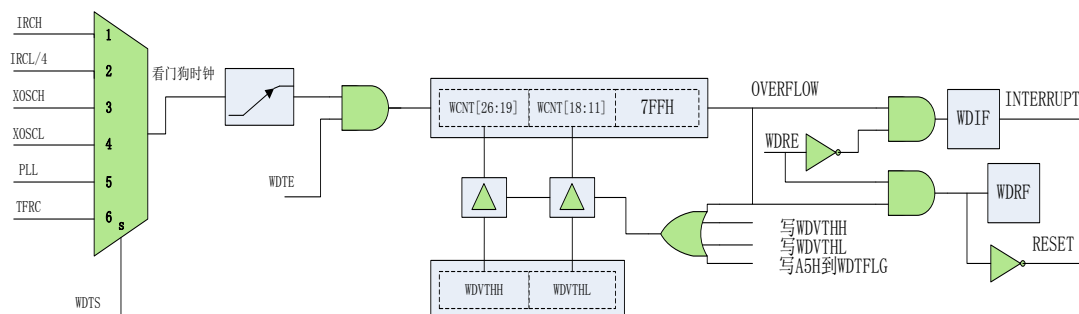 IRCH
IRCL/4
XOSCH
XOSCL
PLL
TFRC
1
2
3
4
5
6
s
WDTS
看门狗时钟
WDTE
WCNT[26:19]
WCNT[18:11]
7FFH
WDVTHH
WDVTHL
OVERFLOW
WDRE
WDIF
INTERRUPT
WDRF
RESET
写WDVTHH
写WDVTHL
写A5H到WDTFLG